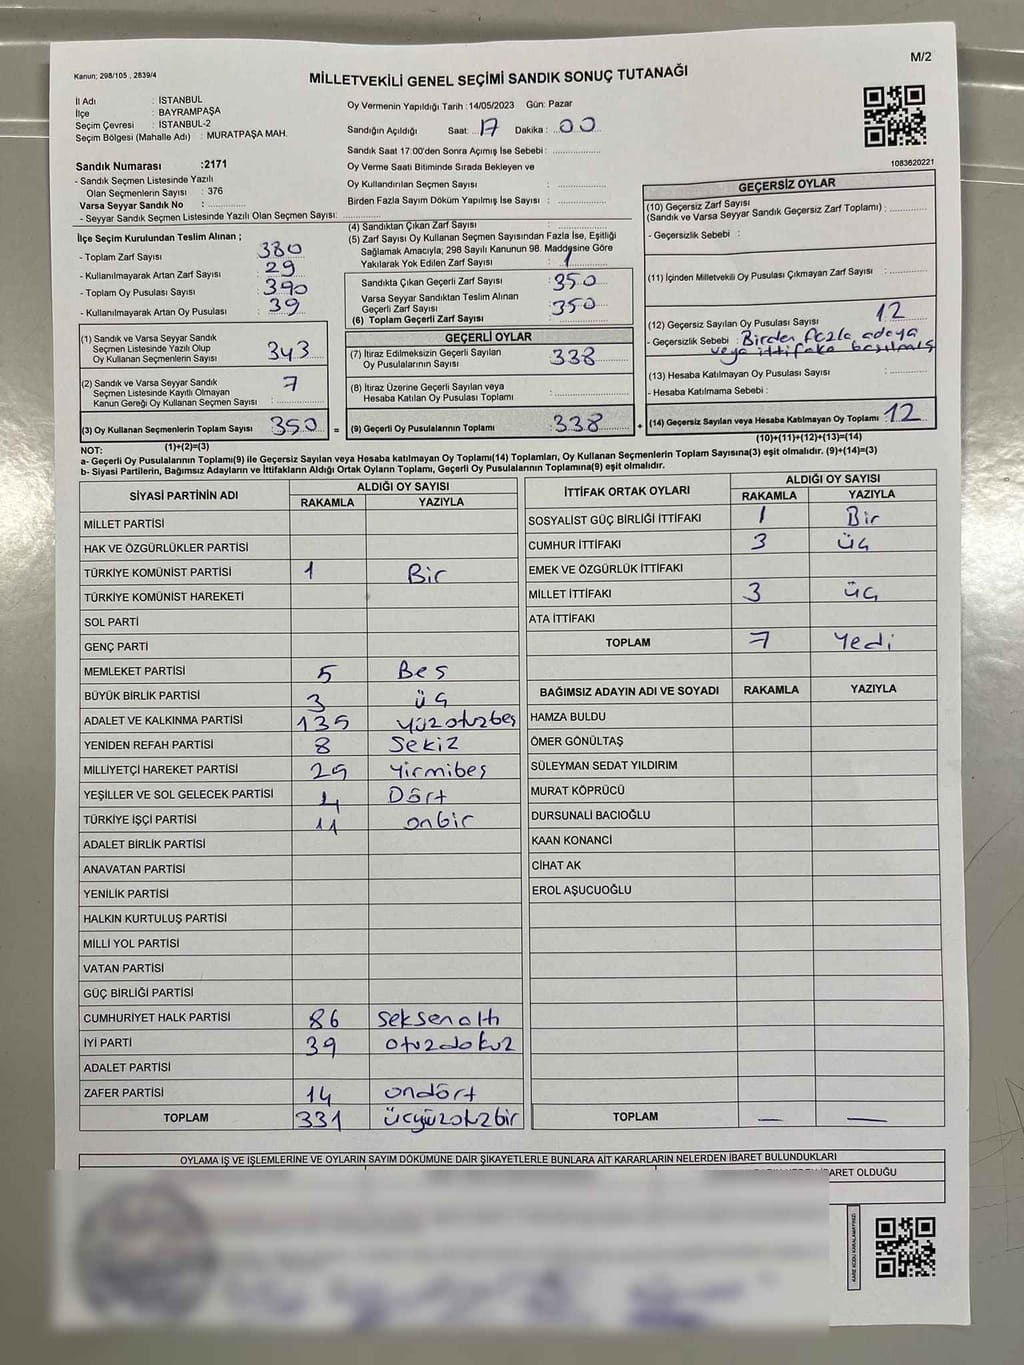 M/2
Kanun; 298/105 , 2839/4
MİLLETVEKİLİ GENEL SEÇİMİ SANDIK SONUÇ TUTANAĞI
İl Adı : İSTANBUL
İlçe : BAYRAMPAŞA
Seçim Çevresi : İSTANBUL-2
Seçim Bölgesi (Mahalle Adı) : MURATPAŞA MAH.
Sandık Numarası :2171
- Sandık Seçmen Listesinde Yazılı
Olan Seçmenlerin Sayısı : 376
Varsa Seyyar Sandık No :
- Seyyar Sandık Seçmen Listesinde Yazılı Olan Seçmen Sayısı:
Oy Vermenin Yapıldığı Tarih :14/05/2023 Gün: Pazar
Sandığın Açıldığı Saat: 17 Dakika : 00
Sandık Saat 17:00'den Sonra Açımış İse Sebebi :
Oy Verme Saati Bitiminde Sırada Bekleyen ve
Oy Kullandırılan Seçmen Sayısı :
Birden Fazla Sayım Döküm Yapılmış İse Sayısı :
1083620221
İlçe Seçim Kurulundan Teslim Alınan ;
- Toplam Zarf Sayısı : 380
- Kullanılmayarak Artan Zarf Sayısı : 29
- Toplam Oy Pusulası Sayısı : 390
- Kullanılmayarak Artan Oy Pusulası : 39
(1) Sandık ve Varsa Seyyar Sandık
Seçmen Listesinde Yazılı Olup
Oy Kullanan Seçmenlerin Sayısı : 343
(2) Sandık ve Varsa Seyyar Sandık
Seçmen Listesinde Kayıtlı Olmayan
Kanun Gereği Oy Kullanan Seçmen Sayısı : 7
(3) Oy Kullanan Seçmenlerin Toplam Sayısı : 350 =
(1)+(2)=(3)
(4) Sandıktan Çıkan Zarf Sayısı :
(5) Zarf Sayısı Oy Kullanan Seçmen Sayısından Fazla İse, Eşitliği
Sağlamak Amacıyla; 298 Sayılı Kanunun 98. Maddesine Göre
Yakılarak Yok Edilen Zarf Sayısı : 1
Sandıkta Çıkan Geçerli Zarf Sayısı : 350
Varsa Seyyar Sandıktan Teslim Alınan
Geçerli Zarf Sayısı : 350
(6) Toplam Geçerli Zarf Sayısı :
GEÇERLİ OYLAR
(7) İtiraz Edilmeksizin Geçerli Sayılan
Oy Pusulalarının Sayısı : 338
(8) İtiraz Üzerine Geçerli Sayılan veya
Hesaba Katılan Oy Pusulası Toplamı :
(9) Geçerli Oy Pusulalarının Toplamı : 338 +
GEÇERSİZ OYLAR
(10) Geçersiz Zarf Sayısı
(Sandık ve Varsa Seyyar Sandık Geçersiz Zarf Toplamı) :
- Geçersizlik Sebebi :
(11) İçinden Milletvekili Oy Pusulası Çıkmayan Zarf Sayısı :
(12) Geçersiz Sayılan Oy Pusulası Sayısı : 12
- Geçersizlik Sebebi : Birden fazla adaya
veya ittifaka basılmış
(13) Hesaba Katılmayan Oy Pusulası Sayısı :
- Hesaba Katılmama Sebebi :
(14) Geçersiz Sayılan veya Hesaba Katılmayan Oy Toplamı : 12
(10)+(11)+(12)+(13)=(14)
NOT:
a- Geçerli Oy Pusulalarının Toplamı(9) ile Geçersiz Sayılan veya Hesaba katılmayan Oy Toplamı(14) Toplamları, Oy Kullanan Seçmenlerin Toplam Sayısına(3) eşit olmalıdır. (9)+(14)=(3)
b- Siyasi Partilerin, Bağımsız Adayların ve İttifakların Aldığı Ortak Oyların Toplamı, Geçerli Oy Pusulalarının Toplamına(9) eşit olmalıdır.
SİYASİ PARTİNİN ADI ALDIĞI OY SAYISI
RAKAMLA YAZIYLA
MİLLET PARTİSİ
HAK VE ÖZGÜRLÜKLER PARTİSİ
TÜRKİYE KOMÜNİST PARTİSİ 1 Bir
TÜRKİYE KOMÜNİST HAREKETİ
SOL PARTİ
GENÇ PARTİ
MEMLEKET PARTİSİ 5 Beş
BÜYÜK BİRLİK PARTİSİ 3 üç
ADALET VE KALKINMA PARTİSİ 135 yüzotuzbeş
YENİDEN REFAH PARTİSİ 8 Sekiz
MİLLİYETÇİ HAREKET PARTİSİ 25 Yirmibeş
YEŞİLLER VE SOL GELECEK PARTİSİ 4 Dört
TÜRKİYE İŞÇİ PARTİSİ 11 onbir
ADALET BİRLİK PARTİSİ
ANAVATAN PARTİSİ
YENİLİK PARTİSİ
HALKIN KURTULUŞ PARTİSİ
MİLLİ YOL PARTİSİ
VATAN PARTİSİ
GÜÇ BİRLİĞİ PARTİSİ
CUMHURİYET HALK PARTİSİ 86 seksenaltı
İYİ PARTİ 39 otuzdokuz
ADALET PARTİSİ
ZAFER PARTİSİ 14 ondört
TOPLAM 331 üçyüzotuzbir
İTTİFAK ORTAK OYLARI ALDIĞI OY SAYISI
RAKAMLA YAZIYLA
SOSYALİST GÜÇ BİRLİĞİ İTTİFAKI 1 Bir
CUMHUR İTTİFAKI 3 üç
EMEK VE ÖZGÜRLÜK İTTİFAKI
MİLLET İTTİFAKI 3 üç
ATA İTTİFAKI
TOPLAM 7 Yedi
BAĞIMSIZ ADAYIN ADI VE SOYADI RAKAMLA YAZIYLA
HAMZA BULDU
ÖMER GÖNÜLTAŞ
SÜLEYMAN SEDAT YILDIRIM
MURAT KÖPRÜCÜ
DURSUNALİ BACIOĞLU
KAAN KONANCİ
CİHAT AK
EROL AŞUCUOĞLU
TOPLAM — —
OYLAMA İŞ VE İŞLEMLERİNE VE OYLARIN SAYIM DÖKÜMÜNE DAİR ŞİKAYETLERLE BUNLARA AİT KARARLARIN NELERDEN İBARET BULUNDUKLARI
ARET OLDUĞU
KARE KODU KARALAMAYINIZ!